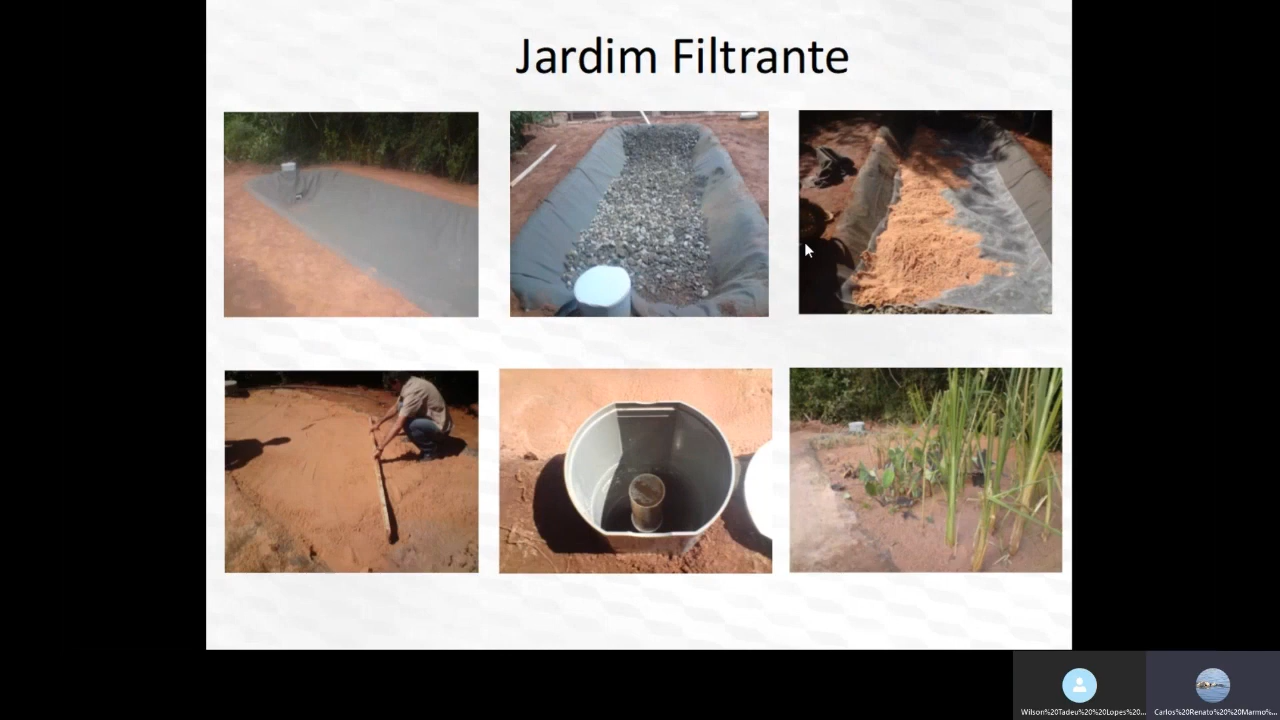 Jardim Filtrante
Wilson%20Tadeu%20%20Lopes%20...
Carlos%20Renato%20%20Marmo%...